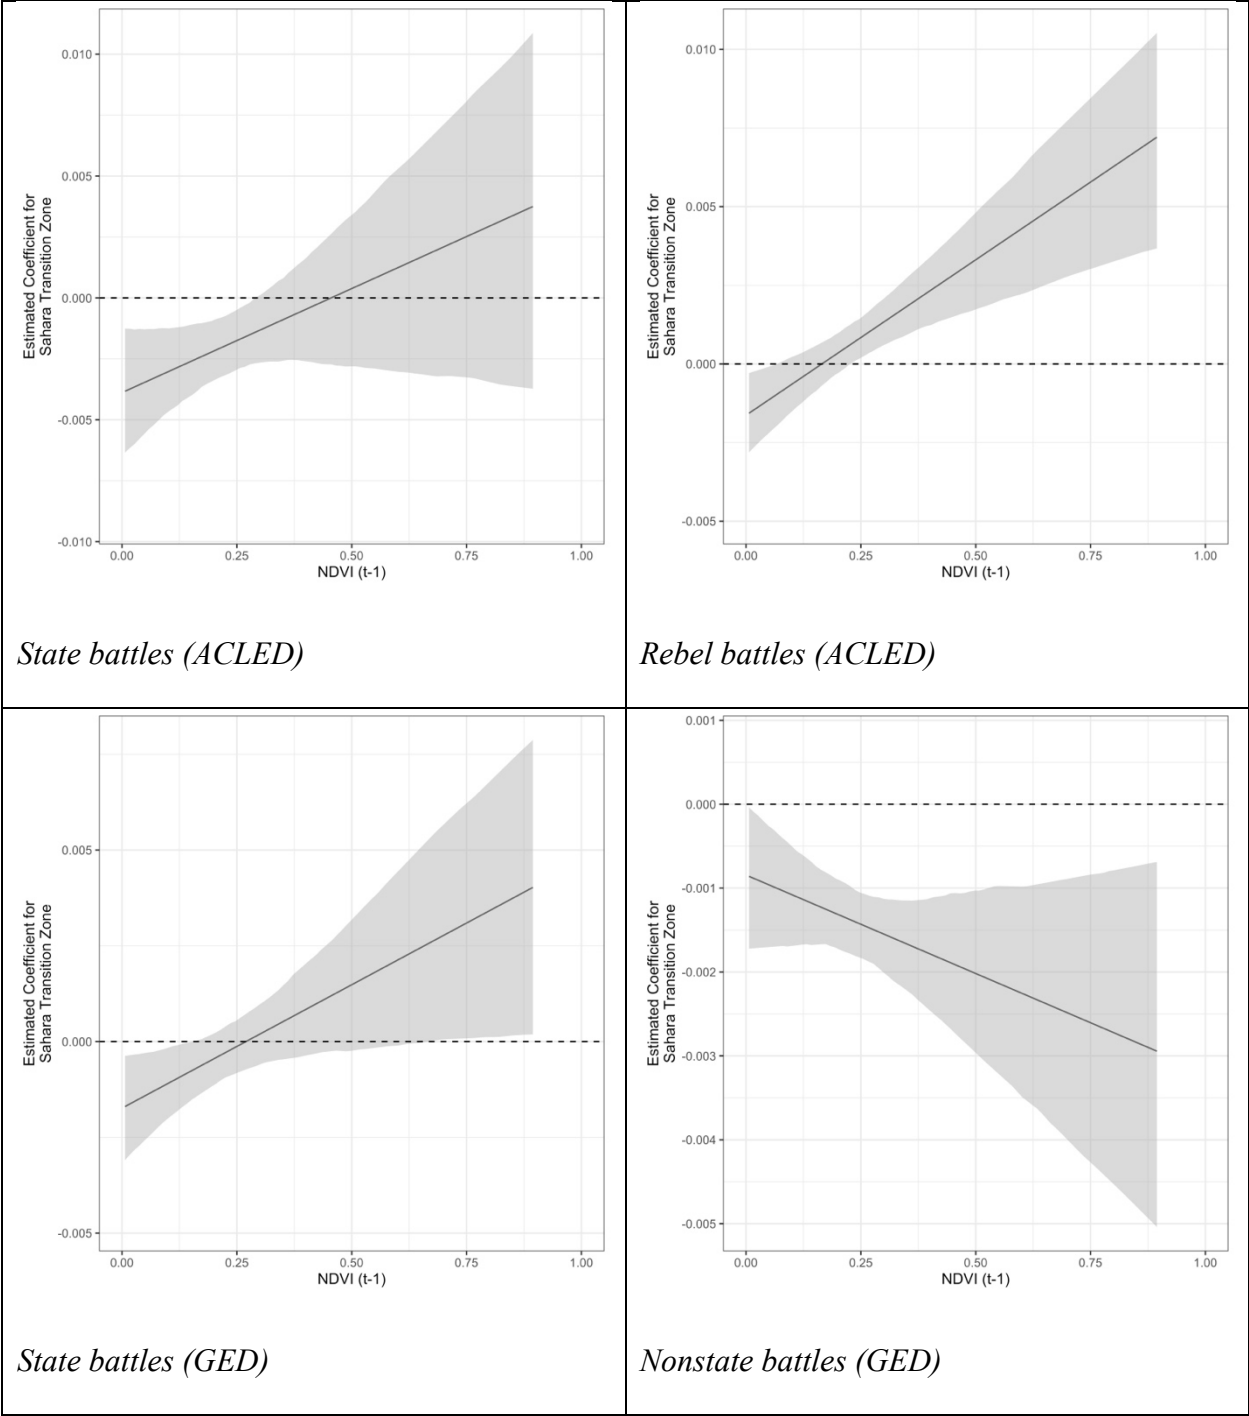 0.010
0.005
0.000
-0.005
-0.010
Estimated Coefficient for
Sahara Transition Zone
0.00 0.25 0.50 0.75 1.00
NDVI (t-1)
State battles (ACLED)
0.010
0.005
0.000
-0.005
Estimated Coefficient for
Sahara Transition Zone
0.00 0.25 0.50 0.75 1.00
NDVI (t-1)
Rebel battles (ACLED)
0.005
0.000
-0.005
Estimated Coefficient for
Sahara Transition Zone
0.00 0.25 0.50 0.75 1.00
NDVI (t-1)
State battles (GED)
0.001
0.000
-0.001
-0.002
-0.003
-0.004
-0.005
Estimated Coefficient for
Sahara Transition Zone
0.00 0.25 0.50 0.75 1.00
NDVI (t-1)
Nonstate battles (GED)